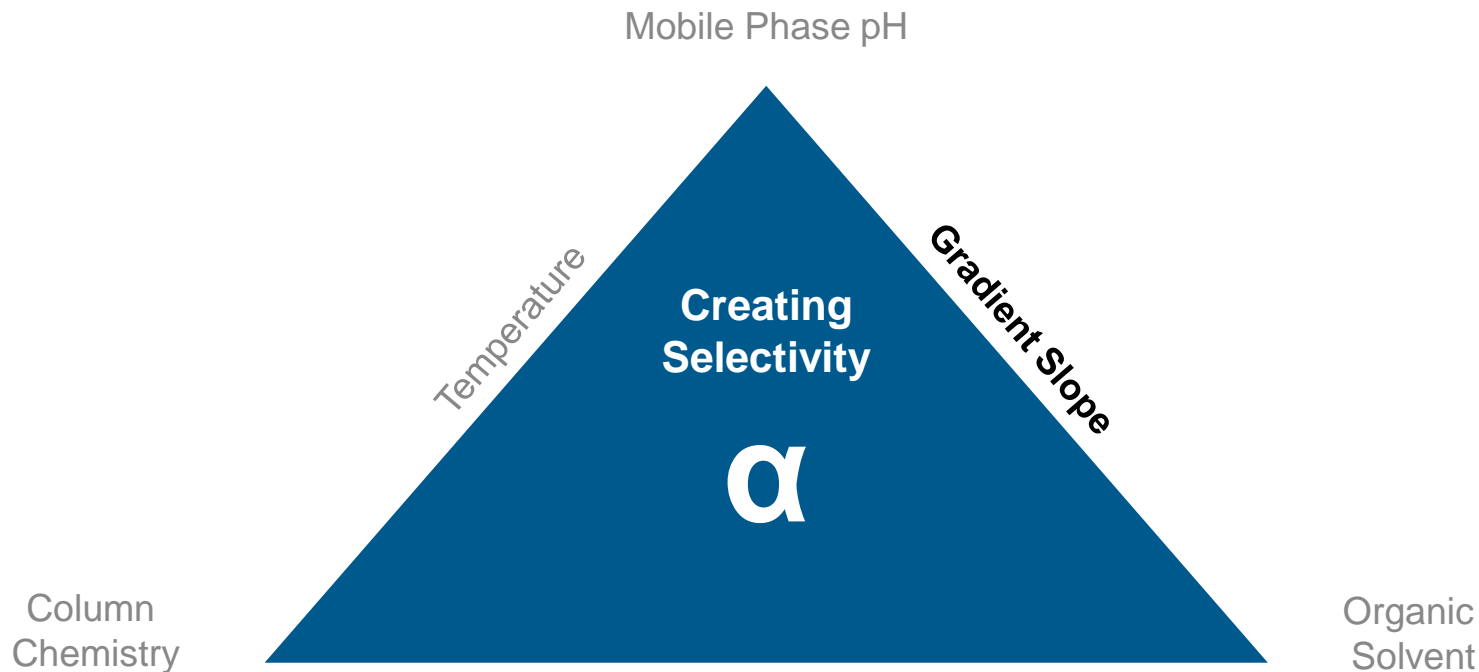 Mobile Phase pH
Temperature
Gradient Slope
Creating
Selectivity
α
Column
Chemistry
Organic
Solvent